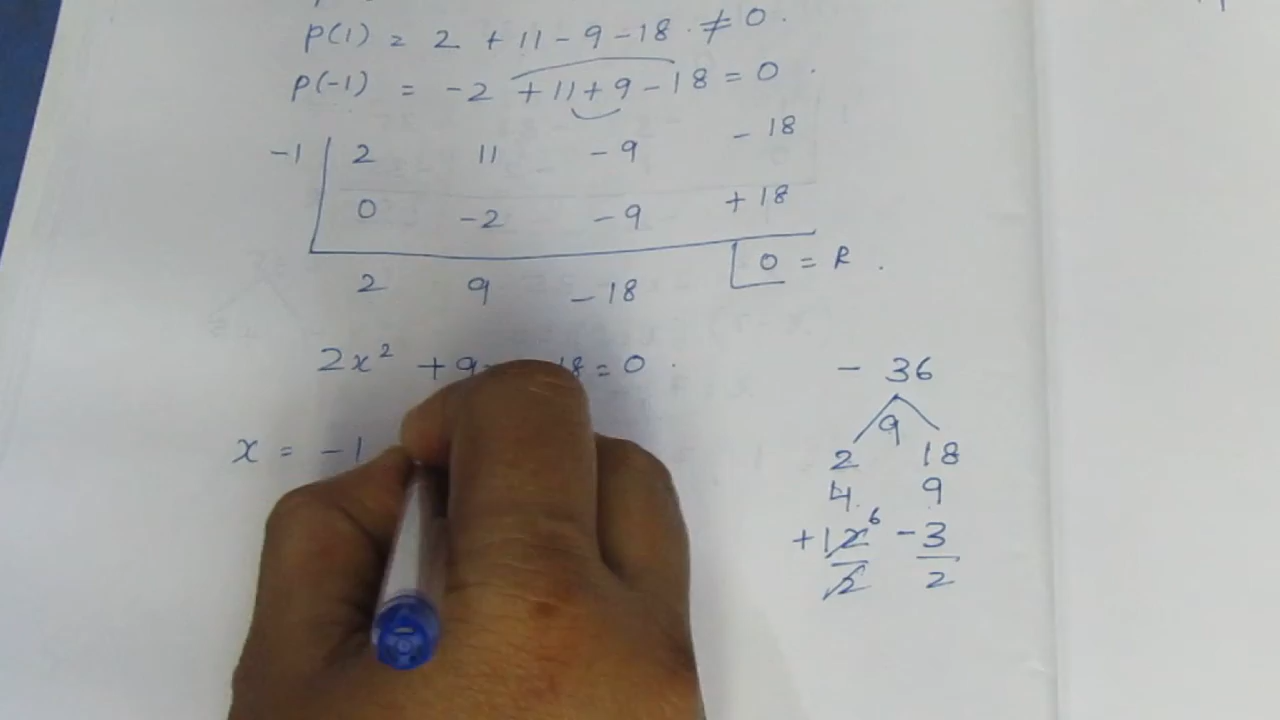 P(1) = 2 + 11 - 9 - 18 ≠ 0.
P(-1) = -2 + 11 + 9 - 18 = 0.
-1 | 2 11 -9 -18
0 -2 -9 +18
2 9 -18 | 0 = R.
2x² + 9 18 = 0.
x = -1
- 36
9
2 18
4 9
+12 6 -3
2 2